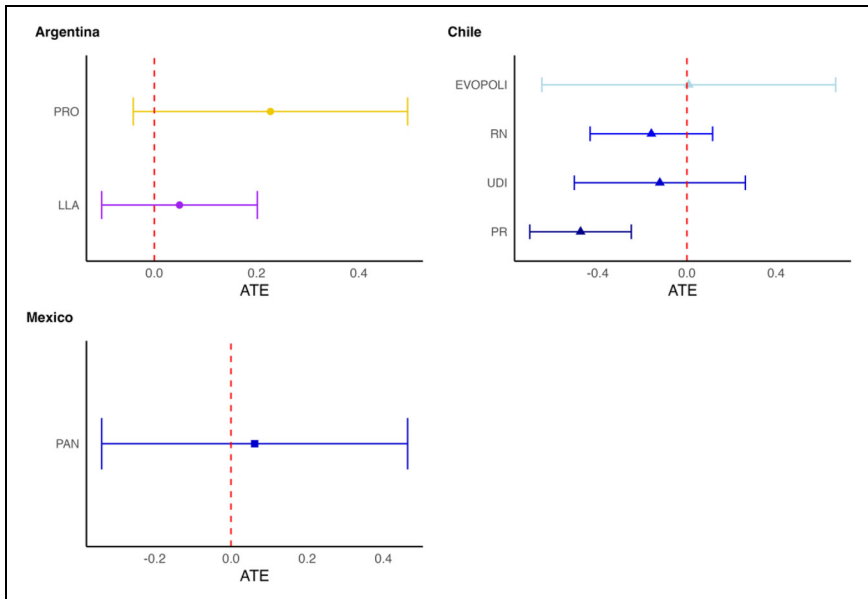 Argentina
PRO
LLA
0.0 0.2 0.4
ATE
Chile
EVOPOLI
RN
UDI
PR
-0.4 0.0 0.4
ATE
Mexico
PAN
-0.2 0.0 0.2 0.4
ATE